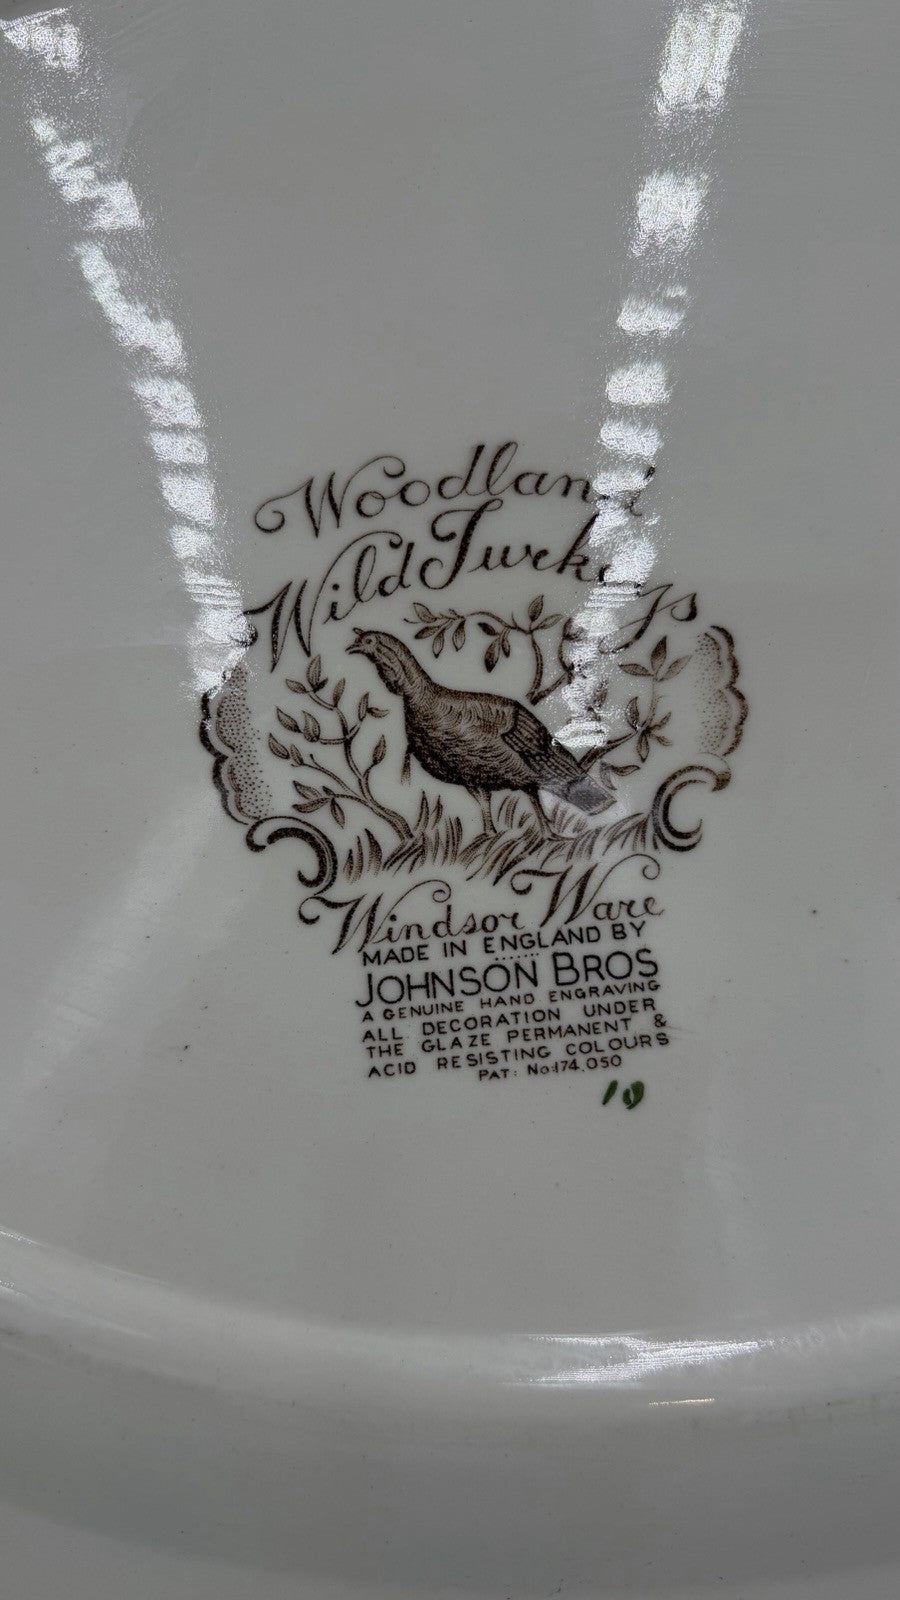 Woodland
Wild Turkeys
Windsor Ware
MADE IN ENGLAND BY
JOHNSON BROS
A GENUINE HAND ENGRAVING
ALL DECORATION UNDER
THE GLAZE PERMANENT &
ACID RESISTING COLOURS
PAT: No 174.050
10